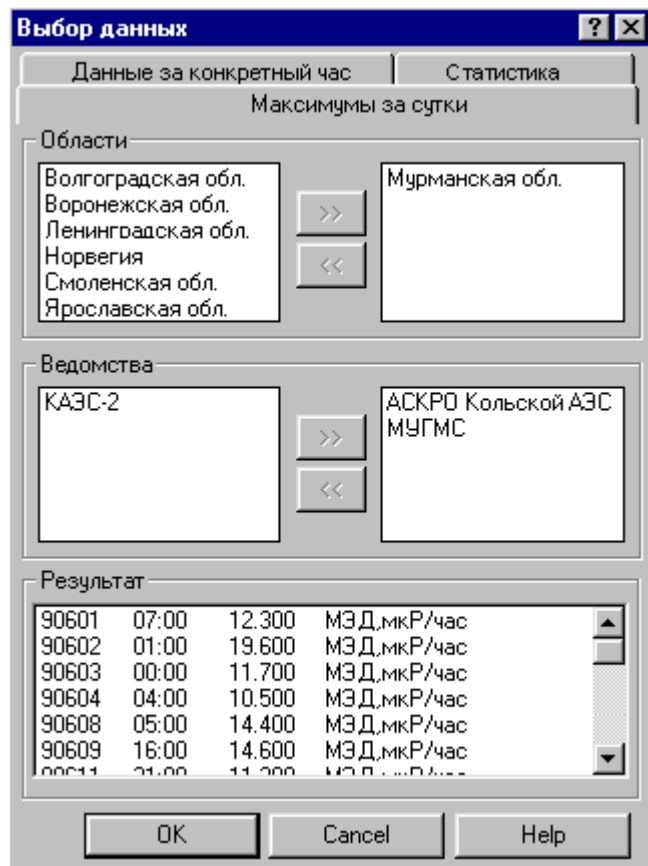 Выбор данных
Данные за конкретный час
Статистика
Максимумы за сутки
Области
Волгоградская обл.
Воронежская обл.
Ленинградская обл.
Норвегия
Смоленская обл.
Ярославская обл.
>>
<<
Мурманская обл.
Ведомства
КАЭС-2
>>
<<
АСКРО Кольской АЭС
МУГМС
Результат
90601 07:00 12.300 МЭД,мкР/час
90602 01:00 19.600 МЭД,мкР/час
90603 00:00 11.700 МЭД,мкР/час
90604 04:00 10.500 МЭД,мкР/час
90608 05:00 14.400 МЭД,мкР/час
90609 16:00 14.600 МЭД,мкР/час
OK
Cancel
Help